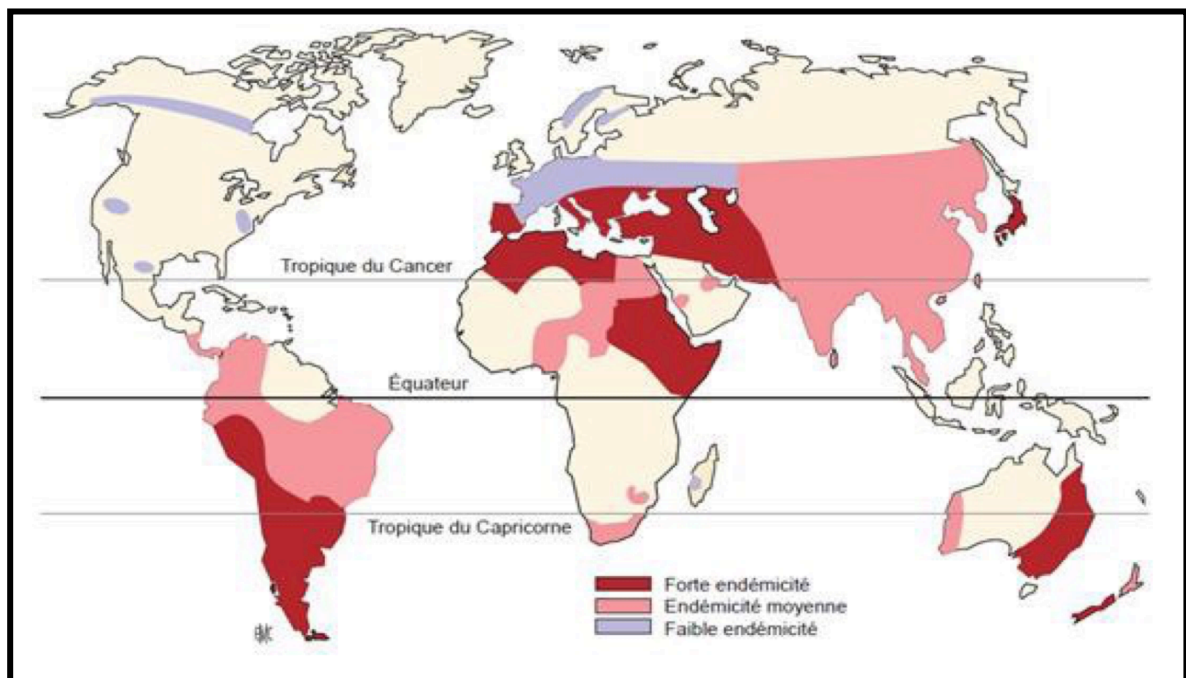 Tropique du Cancer
Équateur
Tropique du Capricorne
Forte endémicité
Endémicité moyenne
Faible endémicité